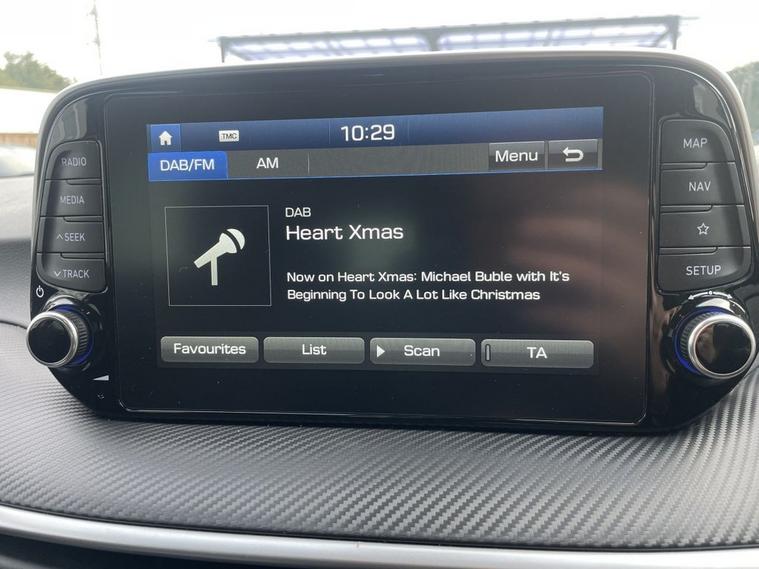 TMC
10:29
DAB/FM
AM
Menu
DAB
Heart Xmas
Now on Heart Xmas: Michael Buble with It's
Beginning To Look A Lot Like Christmas
Favourites
List
Scan
TA
RADIO
MEDIA
SEEK
TRACK
MAP
NAV
SETUP